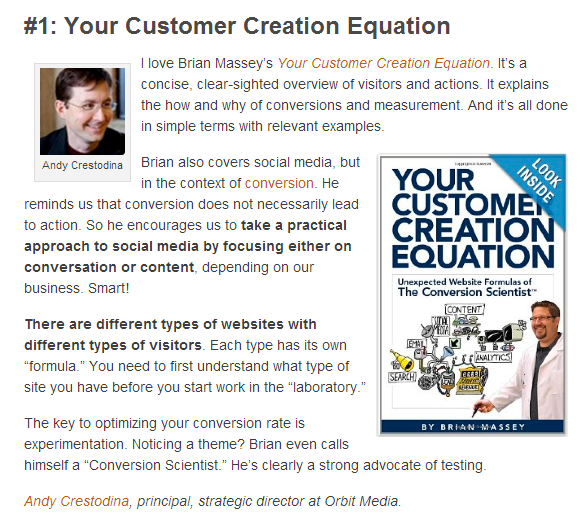 #1: Your Customer Creation Equation
I love Brian Massey's Your Customer Creation Equation. It's a
concise, clear-sighted overview of visitors and actions. It explains
the how and why of conversions and measurement. And it's all done
in simple terms with relevant examples.
Andy Crestodina
Brian also covers social media, but
in the context of conversion. He
reminds us that conversion does not necessarily lead
to action. So he encourages us to take a practical
approach to social media by focusing either on
conversation or content, depending on our
business. Smart!
There are different types of websites with
different types of visitors. Each type has its own
“formula.” You need to first understand what type of
site you have before you start work in the “laboratory.”
The key to optimizing your conversion rate is
experimentation. Noticing a theme? Brian even calls
himself a “Conversion Scientist.” He's clearly a strong advocate of testing.
Andy Crestodina, principal, strategic director at Orbit Media.
LOOK
INSIDE
YOUR
CUSTOMER
CREATION
EQUATION
Unexpected Website Formulas of
The Conversion Scientist™
CONTENT
SOCIAL
MEDIA
EMAIL
ANALYTICS
SEARCH
BY BRIAN MASSEY